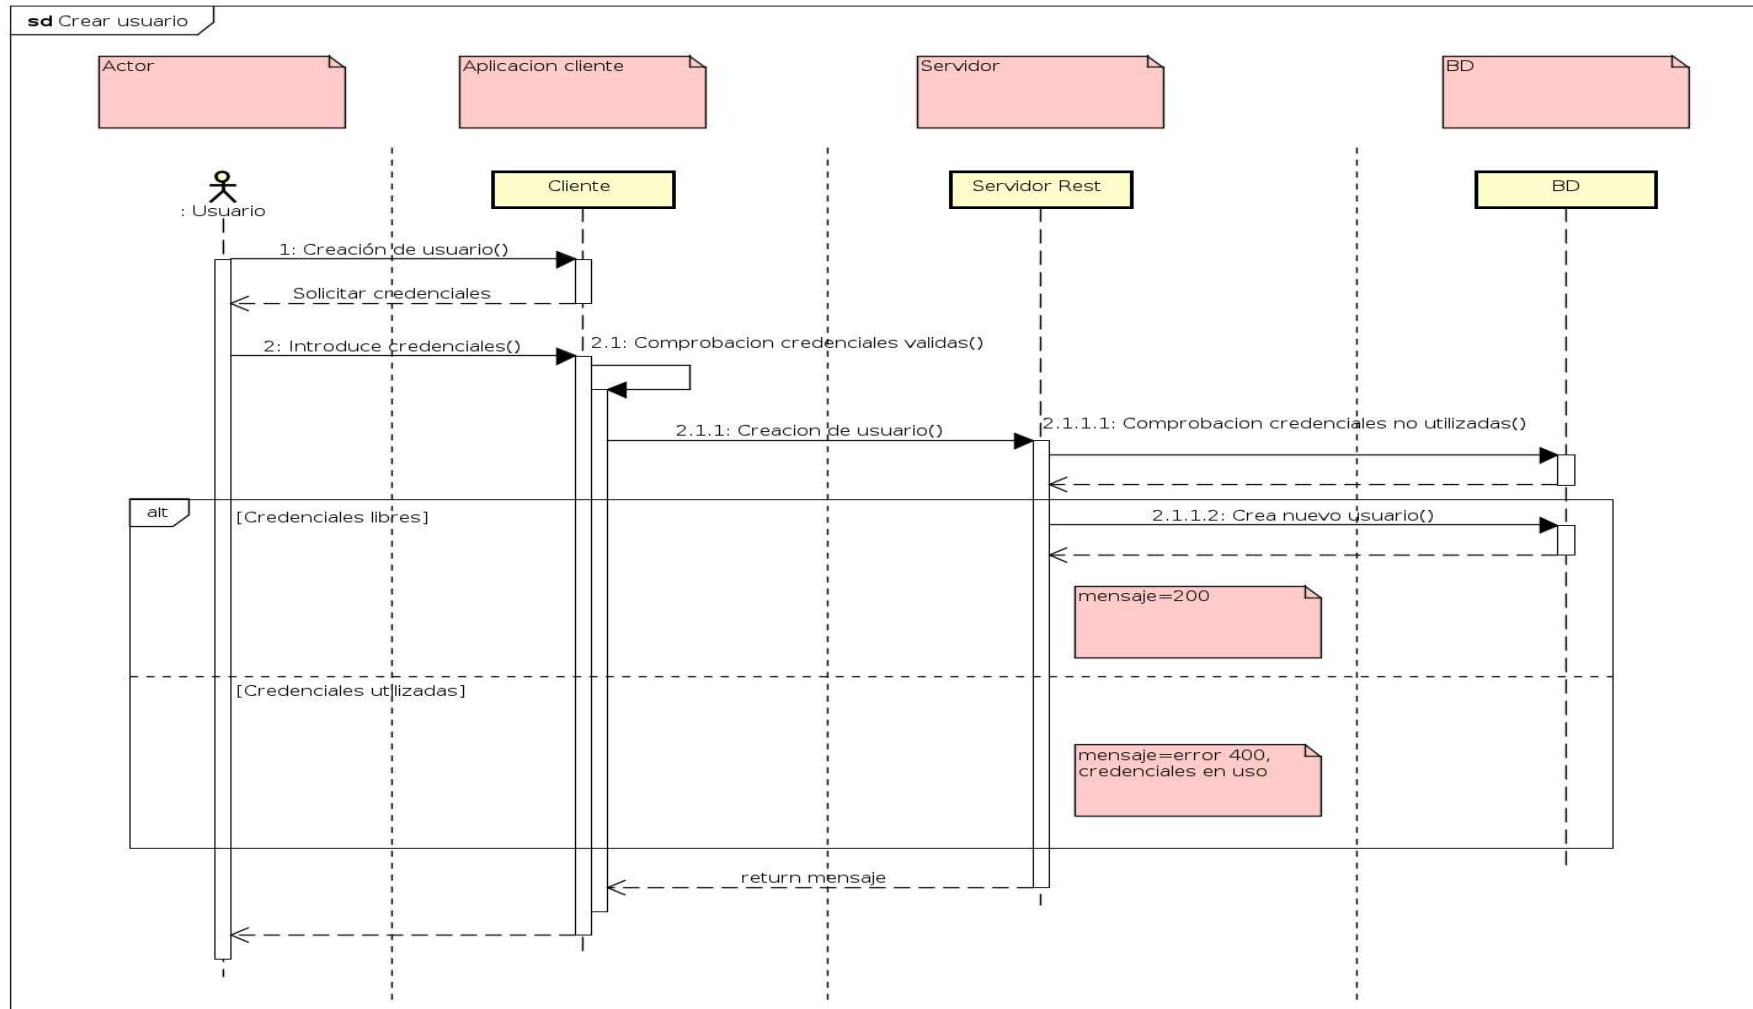 sd Crear usuario
Actor
Aplicacion cliente
Servidor
BD
: Usuario
Cliente
Servidor Rest
BD
1: Creación de usuario()
Solicitar credenciales
2: Introduce credenciales()
2.1: Comprobacion credenciales validas()
2.1.1: Creacion de usuario()
2.1.1.1: Comprobacion credenciales no utilizadas()
alt
[Credenciales libres]
2.1.1.2: Crea nuevo usuario()
mensaje=200
[Credenciales utilizadas]
mensaje=error 400,
credenciales en uso
return mensaje